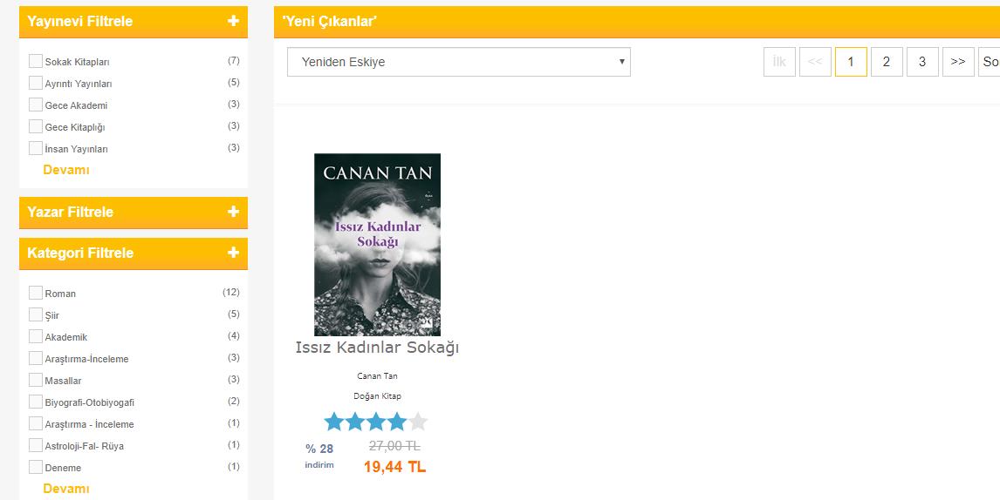 Yayınevi Filtrele
Sokak Kitapları (7)
Ayrıntı Yayınları (5)
Gece Akademi (3)
Gece Kitaplığı (3)
İnsan Yayınları (3)
Devamı
Yazar Filtrele
Kategori Filtrele
Roman (12)
Şiir (5)
Akademik (4)
Araştırma-İnceleme (3)
Masallar (3)
Biyografi-Otobiyogafi (2)
Araştırma - İnceleme (1)
Astroloji-Fal- Rüya (1)
Deneme (1)
Devamı
'Yeni Çıkanlar'
Yeniden Eskiye
İlk << 1 2 3 >> So
CANAN TAN
Issız Kadınlar
Sokağı
Issız Kadınlar Sokağı
Canan Tan
Doğan Kitap
% 28 27,00 TL
indirim 19,44 TL